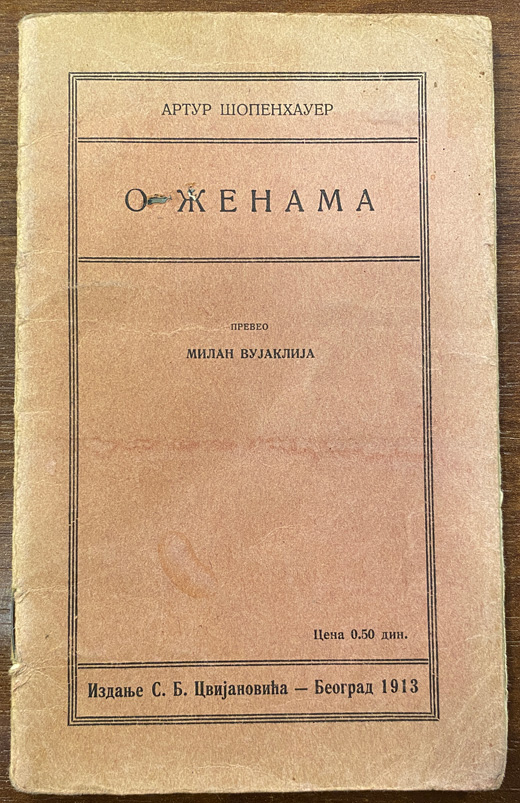 АРТУР ШОПЕНХАУЕР
О ЖЕНАМА
ПРЕВЕО
МИЛАН ВУЈАКЛИЈА
Цена 0.50 дин.
Издање С. Б. Цвијановића — Београд 1913